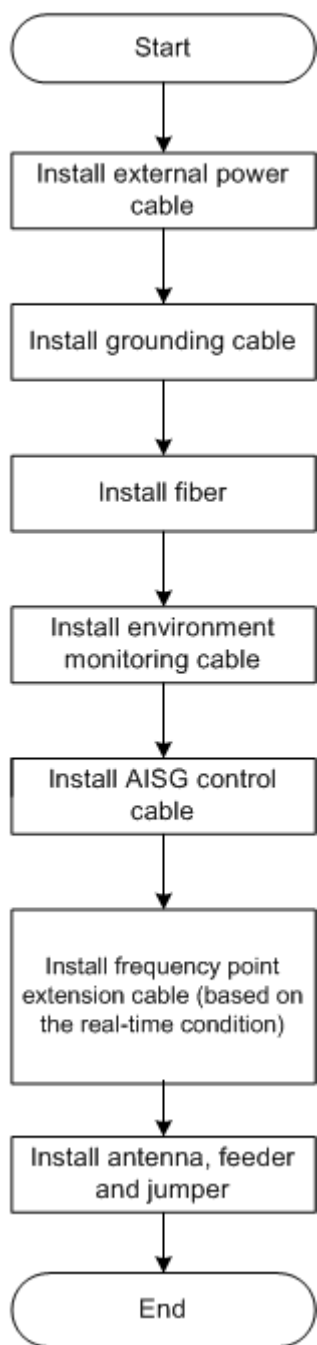 Start
Install external power
cable
Install grounding cable
Install fiber
Install environment
monitoring cable
Install AISG control
cable
Install frequency point
extension cable (based on
the real-time condition)
Install antenna, feeder
and jumper
End